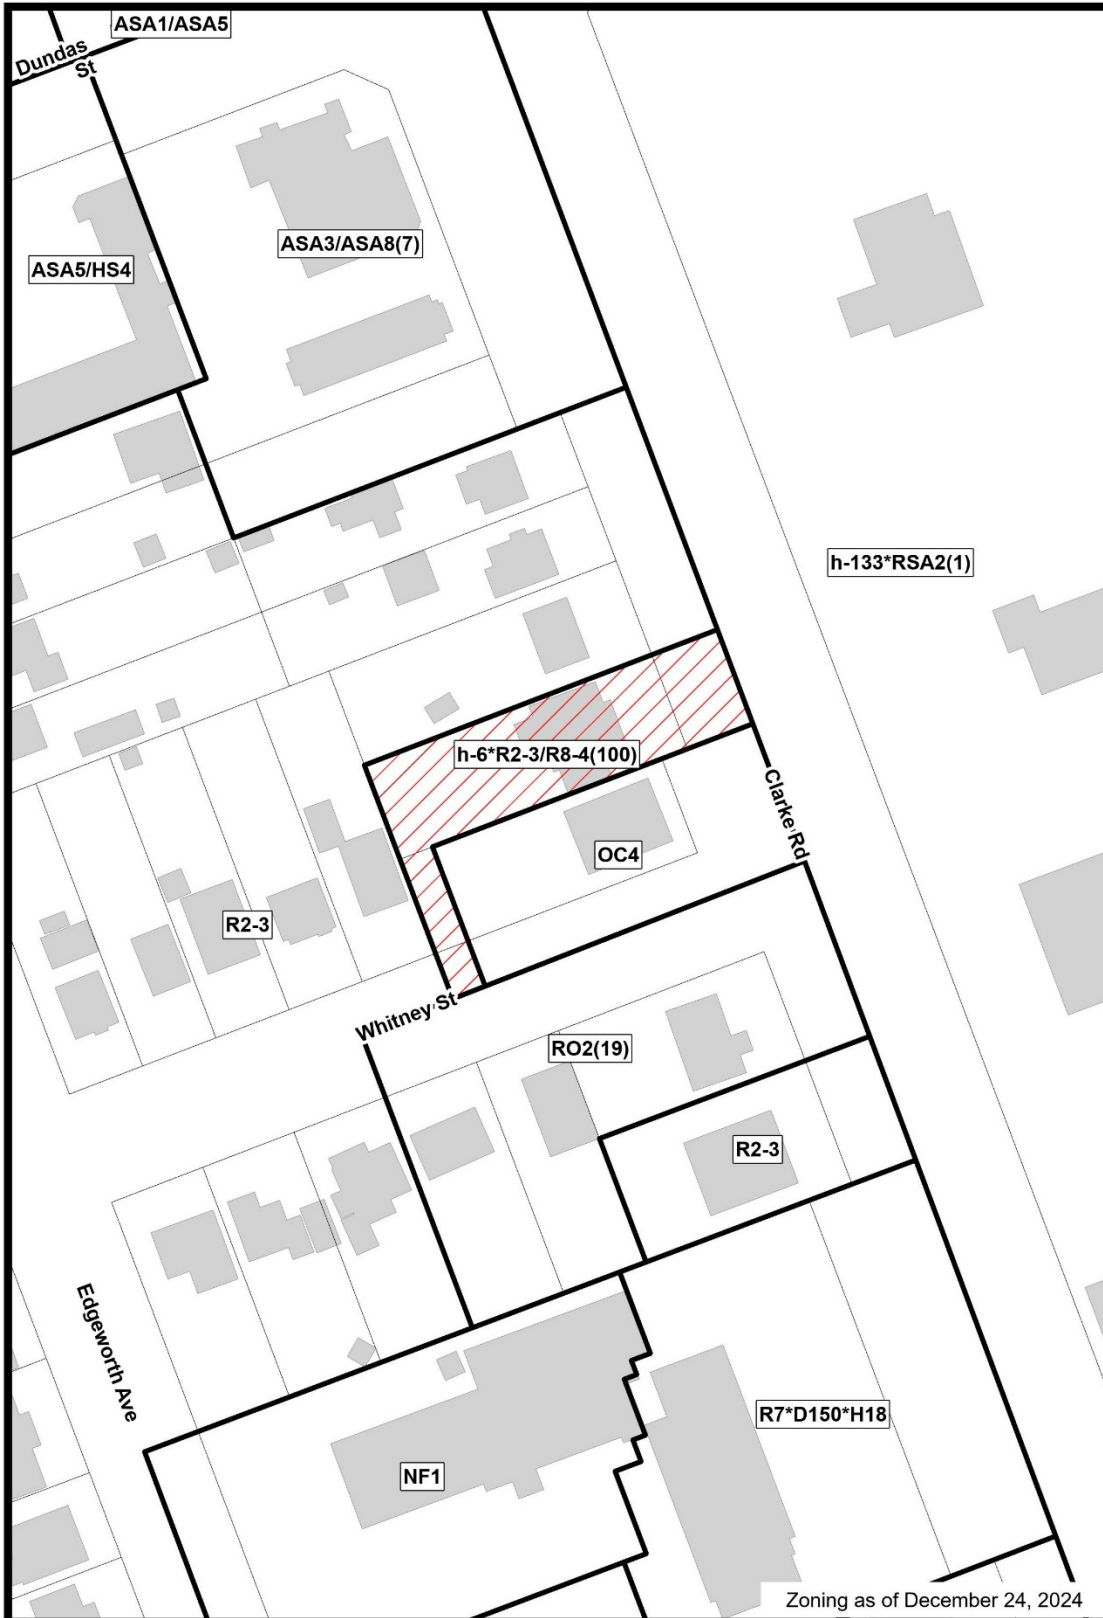 ASA1/ASA5
Dundas
St
ASA3/ASA8(7)
ASA5/HS4
h-133*RSA2(1)
h-6*R2-3/R8-4(100)
Clarke Rd
OC4
R2-3
Whitney St
RO2(19)
R2-3
Edgeworth Ave
R7*D150*H18
NF1
Zoning as of December 24, 2024